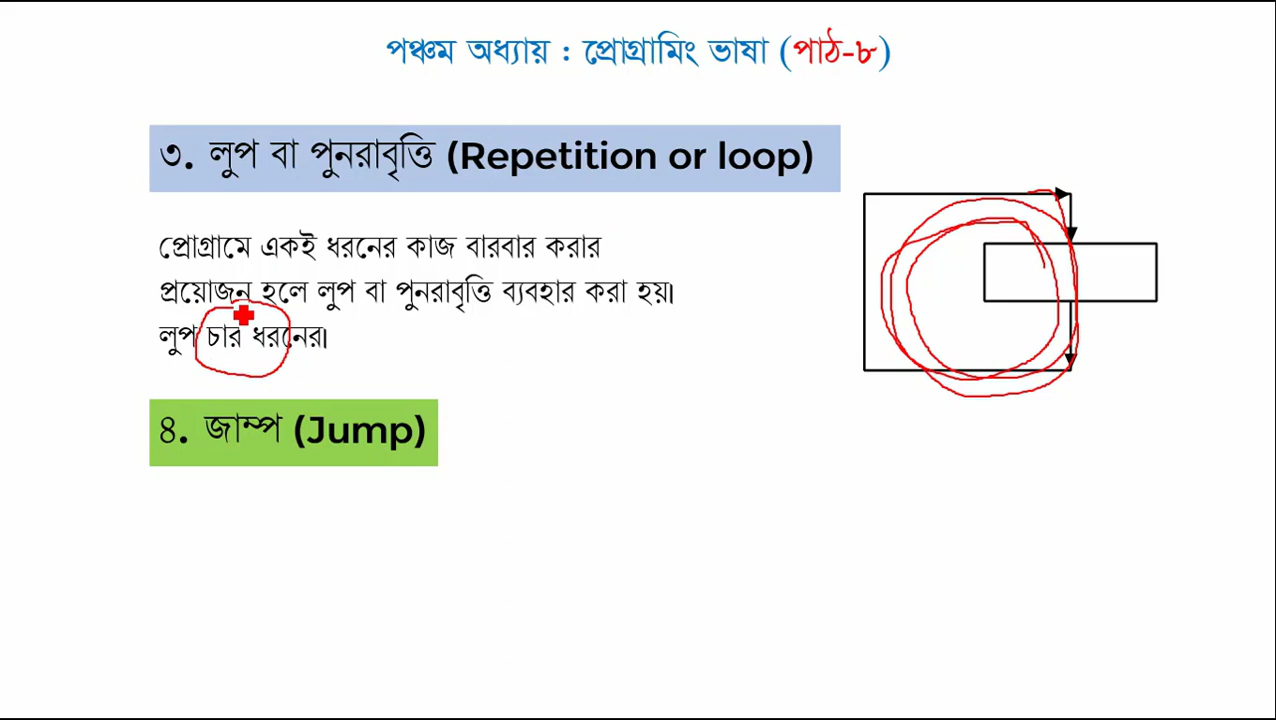 পঞ্চম অধ্যায় : প্রোগ্রামিং ভাষা (পাঠ-৮)
৩. লুপ বা পুনরাবৃত্তি (Repetition or loop)
প্রোগ্রামে একই ধরনের কাজ বারবার করার
প্রয়োজন হলে লুপ বা পুনরাবৃত্তি ব্যবহার করা হয়।
লুপ চার ধরনের।
৪. জাম্প (Jump)